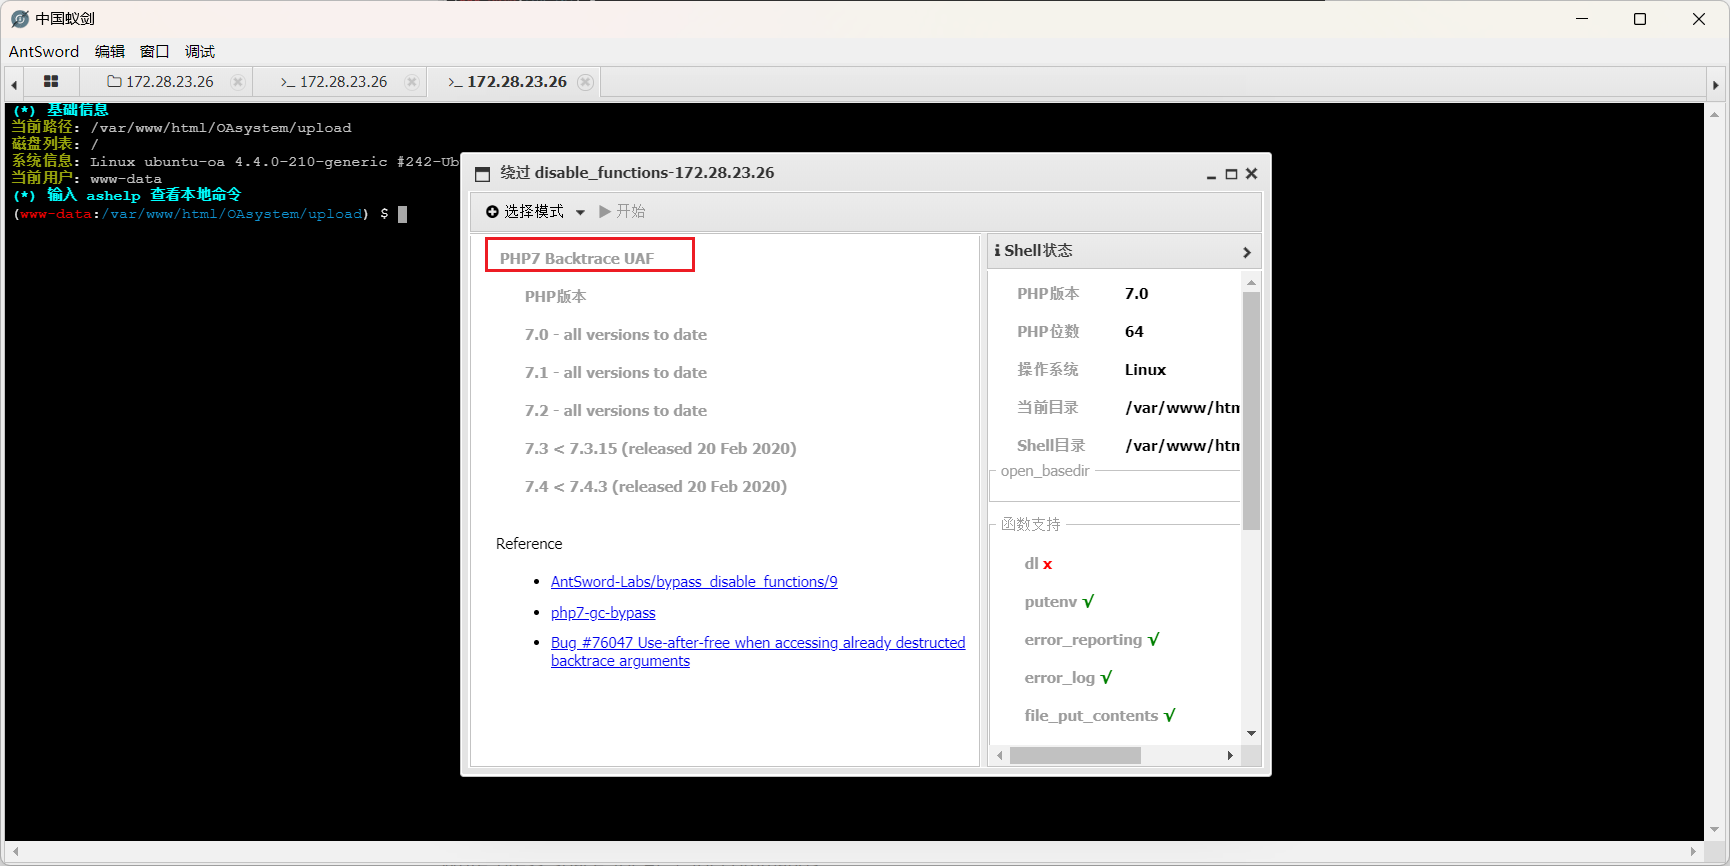 中国蚁剑
AntSword 编辑 窗口 调试
172.28.23.26 >_ 172.28.23.26 >_ 172.28.23.26
(*) 基础信息
当前路径: /var/www/html/OAsystem/upload
磁盘列表: /
系统信息: Linux ubuntu-oa 4.4.0-210-generic #242-Ub
当前用户: www-data
(*) 输入 ashelp 查看本地命令
(www-data:/var/www/html/OAsystem/upload) $
绕过 disable_functions-172.28.23.26
选择模式 开始
PHP7 Backtrace UAF
PHP版本
7.0 - all versions to date
7.1 - all versions to date
7.2 - all versions to date
7.3 < 7.3.15 (released 20 Feb 2020)
7.4 < 7.4.3 (released 20 Feb 2020)
Reference
• AntSword-Labs/bypass_disable_functions/9
• php7-gc-bypass
• Bug #76047 Use-after-free when accessing already destructed
backtrace arguments
Shell状态
PHP版本 7.0
PHP位数 64
操作系统 Linux
当前目录 /var/www/htm
Shell目录 /var/www/htm
open_basedir
函数支持
dl x
putenv √
error_reporting √
error_log √
file_put_contents √